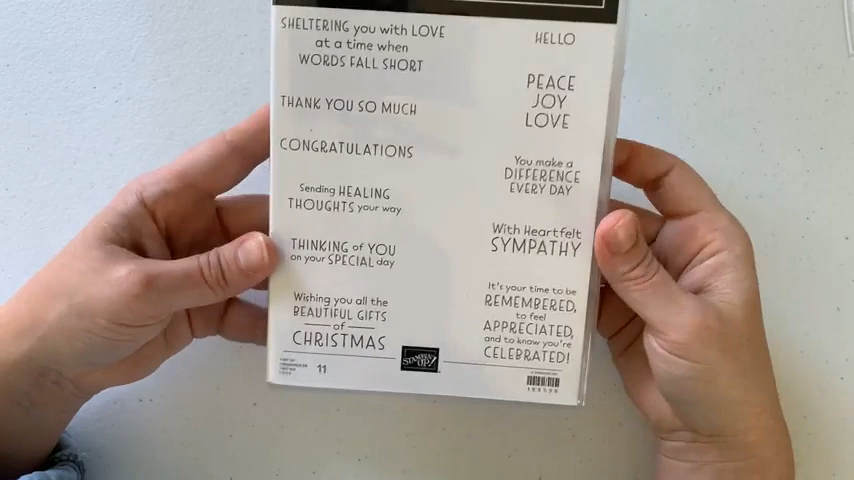 SHELTERING you with LOVE
at a time when
WORDS FALL SHORT
THANK YOU SO MUCH
CONGRATULATIONS
Sending HEALING
THOUGHTS your way
THINKING of YOU
on your SPECIAL day
Wishing you all the
BEAUTIFUL GIFTS
of
CHRISTMAS
HELLO
PEACE
JOY
LOVE
You make a
DIFFERENCE
EVERY DAY
With Heartfelt
SYMPATHY
It's your time to be
REMEMBERED,
to feel
APPRECIATED,
and to know you're
CELEBRATED!
11
STAMPIN'
UP!